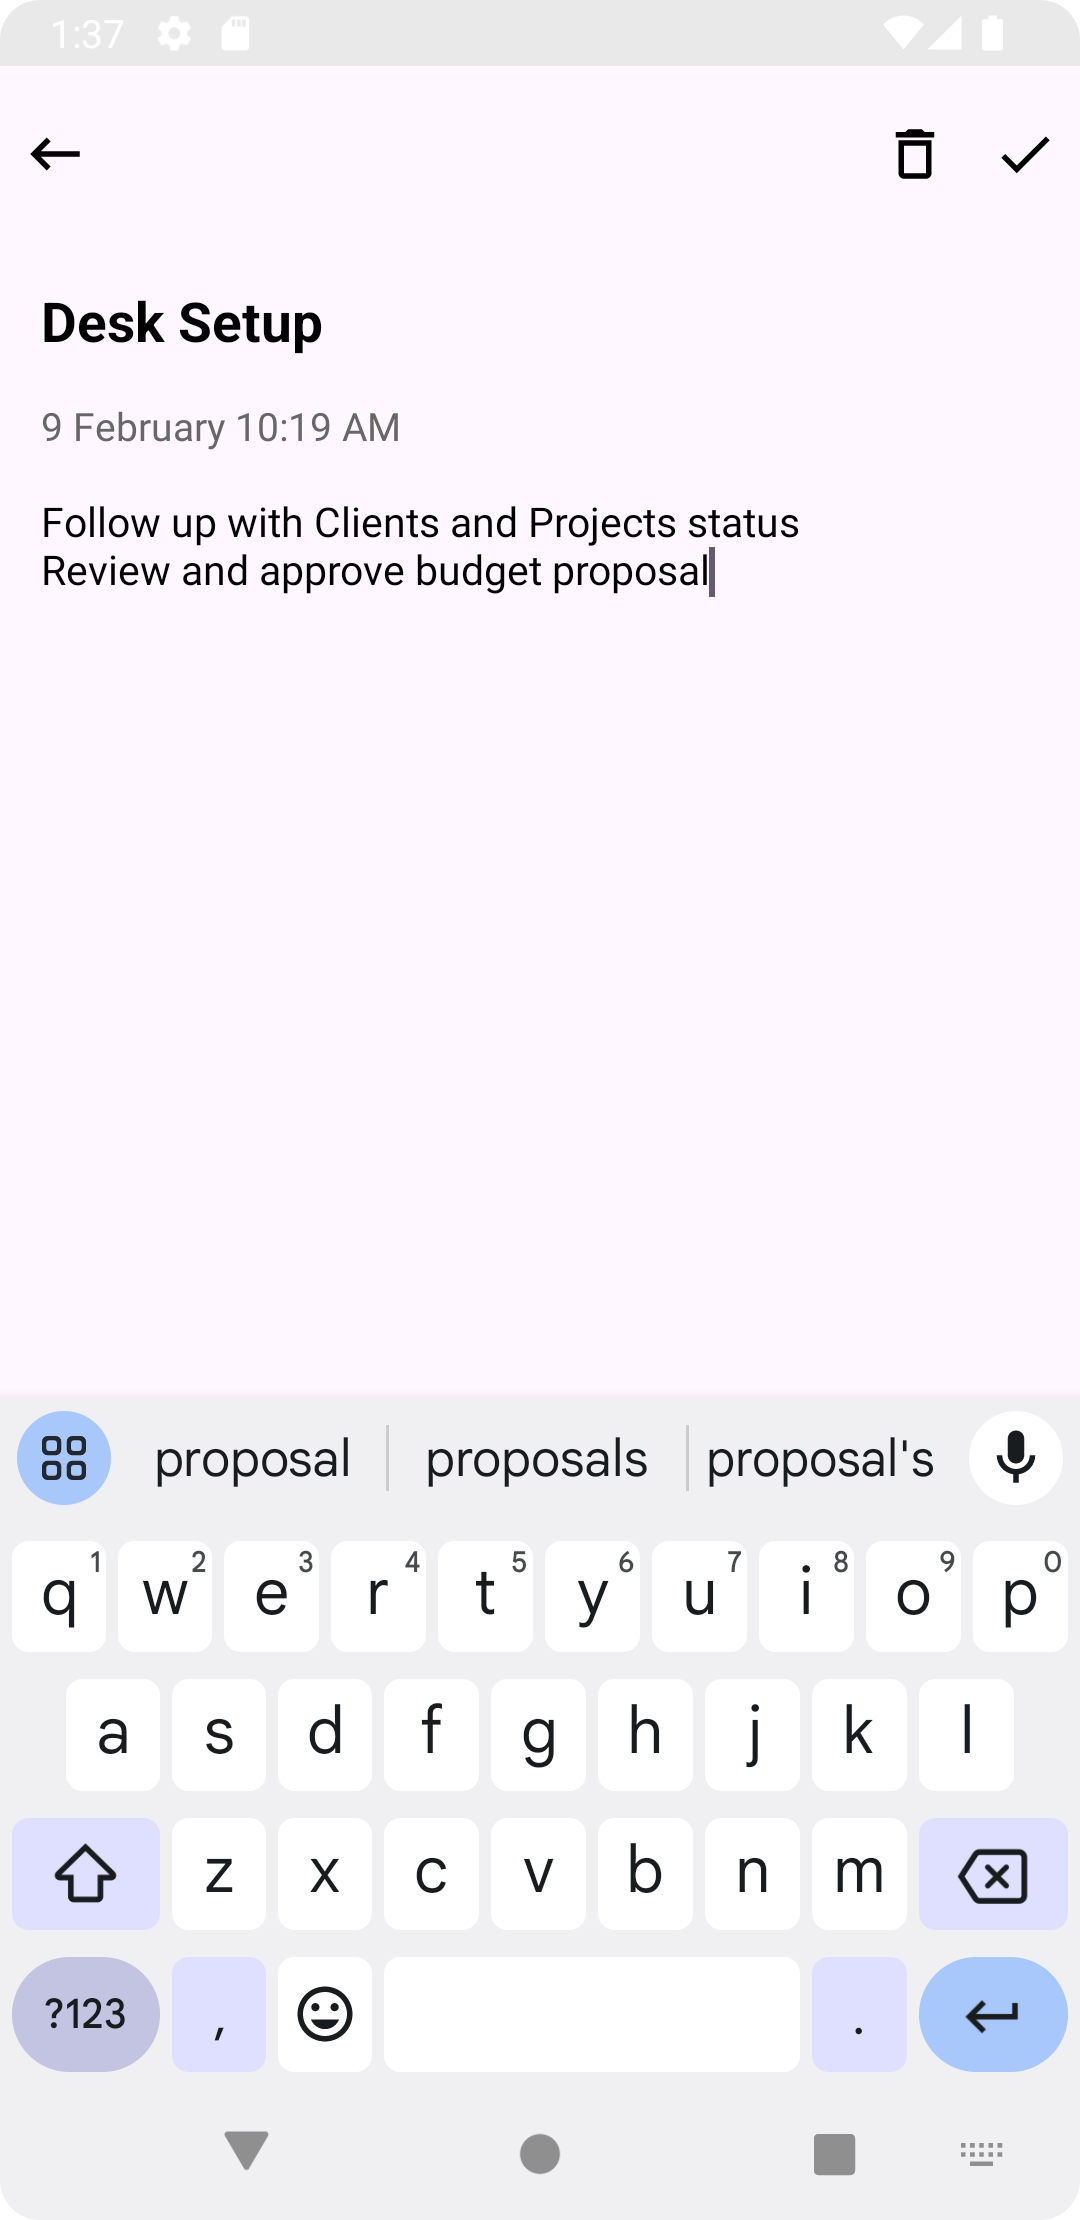 1:37
Desk Setup
9 February 10:19 AM
Follow up with Clients and Projects status
Review and approve budget proposal
proposal proposals proposal's
q 1 w 2 e 3 r 4 t 5 y 6 u 7 i 8 o 9 p 0
a s d f g h j k l
z x c v b n m
?123 , .